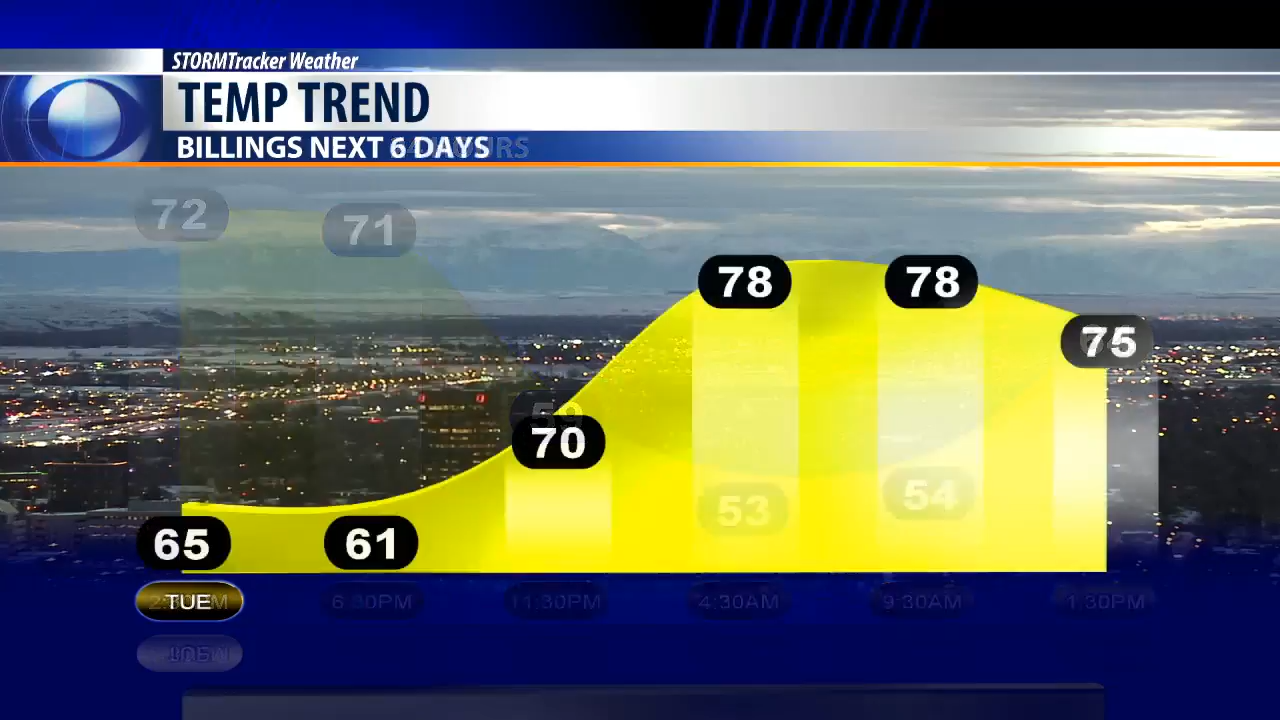 STORMTracker Weather
TEMP TREND
BILLINGS NEXT 6 DAYS
72 71
78 78
75
59
70
53 54
65 61
TUE 6:30PM 11:30PM 4:30AM 9:30AM 1:30PM